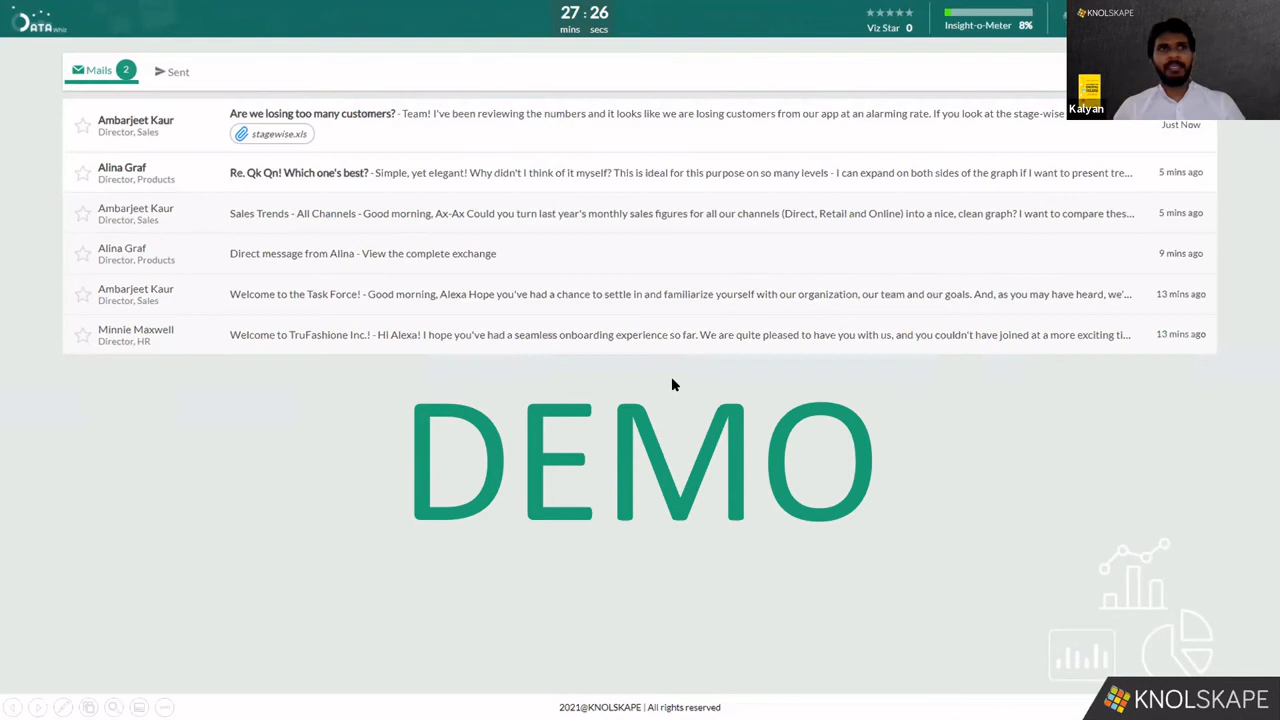 DATA Whiz
27 : 26
mins secs
Viz Star 0
Insight-o-Meter 8%
KNOLSKAPE
Kalyan
Mails 2
Sent
Ambarjeet Kaur
Director, Sales
Are we losing too many customers? - Team! I've been reviewing the numbers and it looks like we are losing customers from our app at an alarming rate. If you look at the stage-wise
stagewise.xls
Just Now
Alina Graf
Director, Products
Re. Qk Qn! Which one's best? - Simple, yet elegant! Why didn't I think of it myself? This is ideal for this purpose on so many levels - I can expand on both sides of the graph if I want to present tre...
5 mins ago
Ambarjeet Kaur
Director, Sales
Sales Trends - All Channels - Good morning, Ax-Ax Could you turn last year's monthly sales figures for all our channels (Direct, Retail and Online) into a nice, clean graph? I want to compare thes...
5 mins ago
Alina Graf
Director, Products
Direct message from Alina - View the complete exchange
9 mins ago
Ambarjeet Kaur
Director, Sales
Welcome to the Task Force! - Good morning, Alexa Hope you've had a chance to settle in and familiarize yourself with our organization, our team and our goals. And, as you may have heard, we'...
13 mins ago
Minnie Maxwell
Director, HR
Welcome to TruFashione Inc.! - Hi Alexa! I hope you've had a seamless onboarding experience so far. We are quite pleased to have you with us, and you couldn't have joined at a more exciting ti...
13 mins ago
DEMO
2021@KNOLSKAPE | All rights reserved
KNOLSKAPE